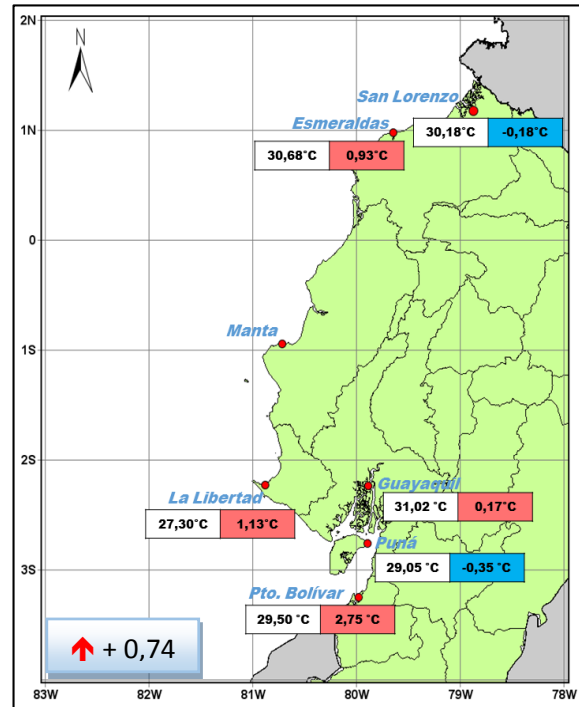 2N
N
San Lorenzo
Esmeraldas
30,18°C -0,18°C
1N
30,68°C 0,93°C
0
Manta
1S
2S
Guayaquil
La Libertad
31,02 °C 0,17°C
27,30°C 1,13°C
Puná
29,05 °C -0,35 °C
3S
Pto. Bolívar
29,50 °C 2,75 °C
+ 0,74
83W 82W 81W 80W 79W 78W